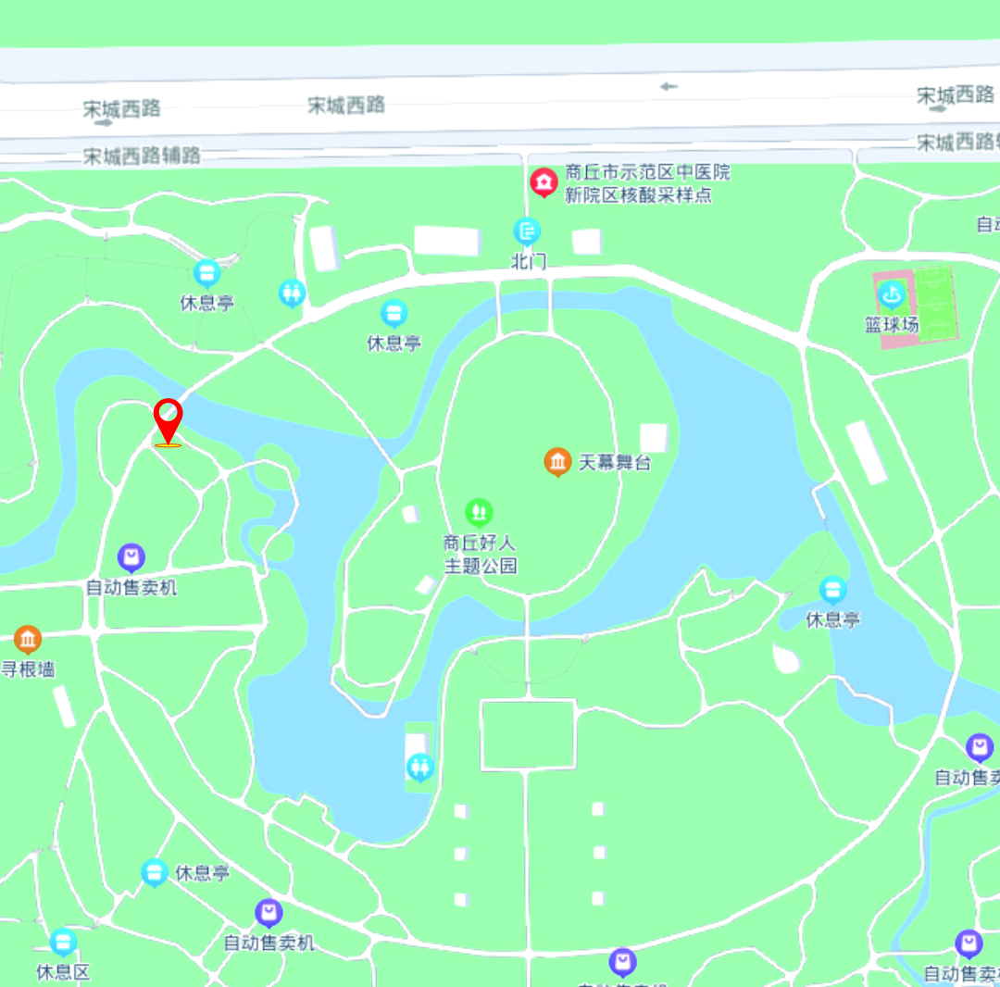 宋城西路
宋城西路
宋城西路
宋城西路辅路
宋城西路
商丘市示范区中医院
新院区核酸采样点
北门
休息亭
休息亭
篮球场
天幕舞台
商丘好人
主题公园
自动售卖机
休息亭
寻根墙
自动售
休息亭
自动售卖机
休息区
自动售卖